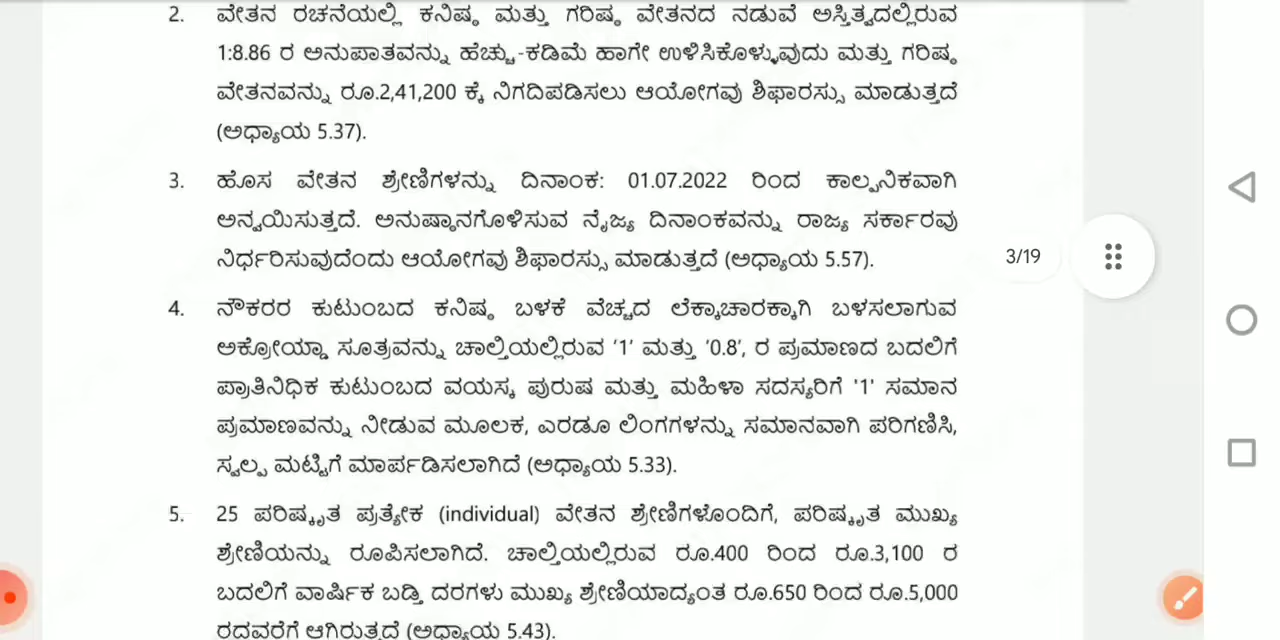 2. ವೇತನ ರಚನೆಯಲ್ಲಿ ಕನಿಷ್ಠ ಮತ್ತು ಗರಿಷ್ಠ ವೇತನದ ನಡುವೆ ಅಸ್ತಿತ್ವದಲ್ಲಿರುವ
1:8.86 ರ ಅನುಪಾತವನ್ನು ಹೆಚ್ಚು-ಕಡಿಮೆ ಹಾಗೇ ಉಳಿಸಿಕೊಳ್ಳುವುದು ಮತ್ತು ಗರಿಷ್ಠ
ವೇತನವನ್ನು ರೂ.2,41,200 ಕ್ಕೆ ನಿಗದಿಪಡಿಸಲು ಆಯೋಗವು ಶಿಫಾರಸ್ಸು ಮಾಡುತ್ತದೆ
(ಅಧ್ಯಾಯ 5.37).
3. ಹೊಸ ವೇತನ ಶ್ರೇಣಿಗಳನ್ನು ದಿನಾಂಕ: 01.07.2022 ರಿಂದ ಕಾಲ್ಪನಿಕವಾಗಿ
ಅನ್ವಯಿಸುತ್ತದೆ. ಅನುಷ್ಠಾನಗೊಳಿಸುವ ನೈಜ್ಯ ದಿನಾಂಕವನ್ನು ರಾಜ್ಯ ಸರ್ಕಾರವು
ನಿರ್ಧರಿಸುವುದೆಂದು ಆಯೋಗವು ಶಿಫಾರಸ್ಸು ಮಾಡುತ್ತದೆ (ಅಧ್ಯಾಯ 5.57).
3/19
4. ನೌಕರರ ಕುಟುಂಬದ ಕನಿಷ್ಠ ಬಳಕೆ ವೆಚ್ಚದ ಲೆಕ್ಕಾಚಾರಕ್ಕಾಗಿ ಬಳಸಲಾಗುವ
ಅಕ್ರೋಯ್ಡಾ ಸೂತ್ರವನ್ನು ಚಾಲ್ತಿಯಲ್ಲಿರುವ '1' ಮತ್ತು '0.8', ರ ಪ್ರಮಾಣದ ಬದಲಿಗೆ
ಪ್ರಾತಿನಿಧಿಕ ಕುಟುಂಬದ ವಯಸ್ಕ ಪುರುಷ ಮತ್ತು ಮಹಿಳಾ ಸದಸ್ಯರಿಗೆ '1' ಸಮಾನ
ಪ್ರಮಾಣವನ್ನು ನೀಡುವ ಮೂಲಕ, ಎರಡೂ ಲಿಂಗಗಳನ್ನು ಸಮಾನವಾಗಿ ಪರಿಗಣಿಸಿ,
ಸ್ವಲ್ಪ ಮಟ್ಟಿಗೆ ಮಾರ್ಪಡಿಸಲಾಗಿದೆ (ಅಧ್ಯಾಯ 5.33).
5. 25 ಪರಿಷ್ಕೃತ ಪ್ರತ್ಯೇಕ (individual) ವೇತನ ಶ್ರೇಣಿಗಳೊಂದಿಗೆ, ಪರಿಷ್ಕೃತ ಮುಖ್ಯ
ಶ್ರೇಣಿಯನ್ನು ರೂಪಿಸಲಾಗಿದೆ. ಚಾಲ್ತಿಯಲ್ಲಿರುವ ರೂ.400 ರಿಂದ ರೂ.3,100 ರ
ಬದಲಿಗೆ ವಾರ್ಷಿಕ ಬಡ್ತಿ ದರಗಳು ಮುಖ್ಯ ಶ್ರೇಣಿಯಾದ್ಯಂತ ರೂ.650 ರಿಂದ ರೂ.5,000
ರದವರೆಗೆ ಆಗಿರುತ್ತದೆ (ಅಧ್ಯಾಯ 5.43).